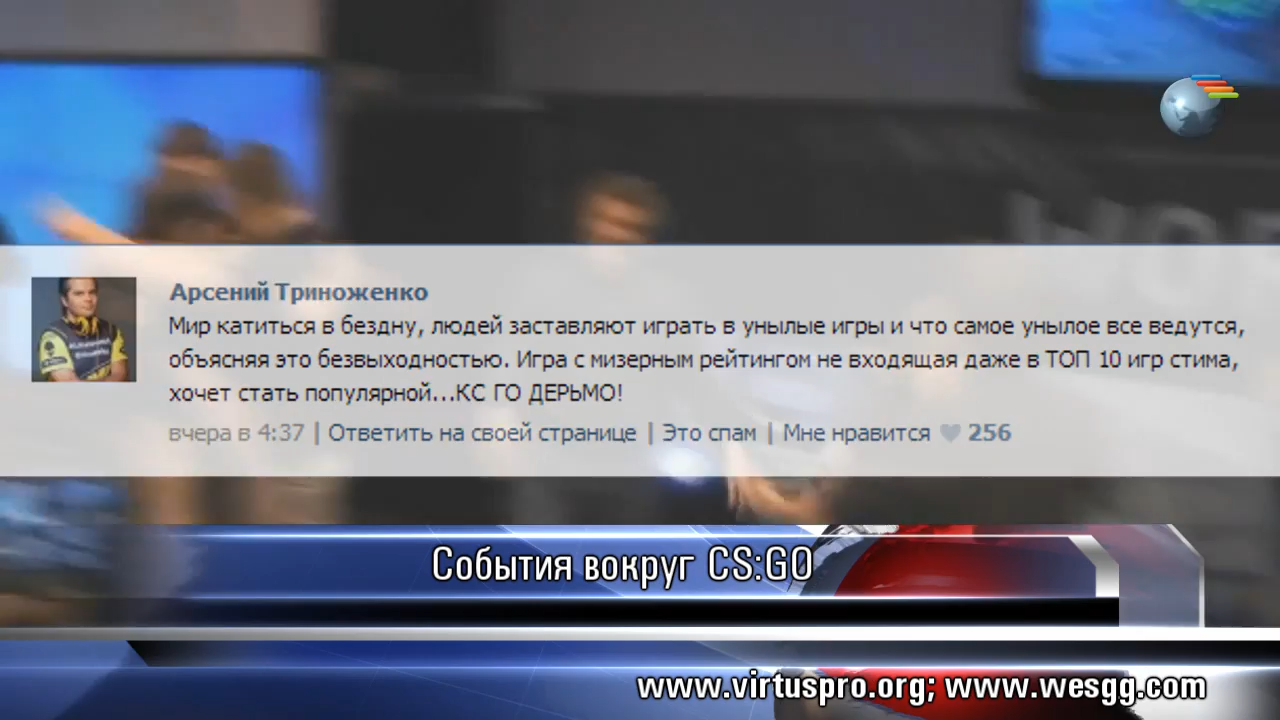 Арсений Триноженко
Мир катиться в бездну, людей заставляют играть в унылые игры и что самое унылое все ведутся,
объясняя это безвыходностью. Игра с мизерным рейтингом не входящая даже в ТОП 10 игр стима,
хочет стать популярной...КС ГО ДЕРЬМО!
вчера в 4:37 | Ответить на своей странице | Это спам | Мне нравится 256
События вокруг CS:GO
www.virtuspro.org; www.wesgg.com